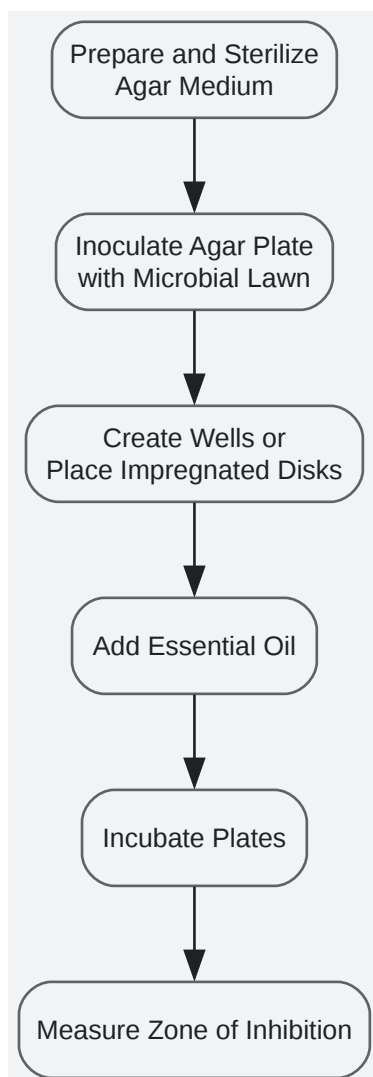 Prepare and Sterilize
Agar Medium
Inoculate Agar Plate
with Microbial Lawn
Create Wells or
Place Impregnated Disks
Add Essential Oil
Incubate Plates
Measure Zone of Inhibition